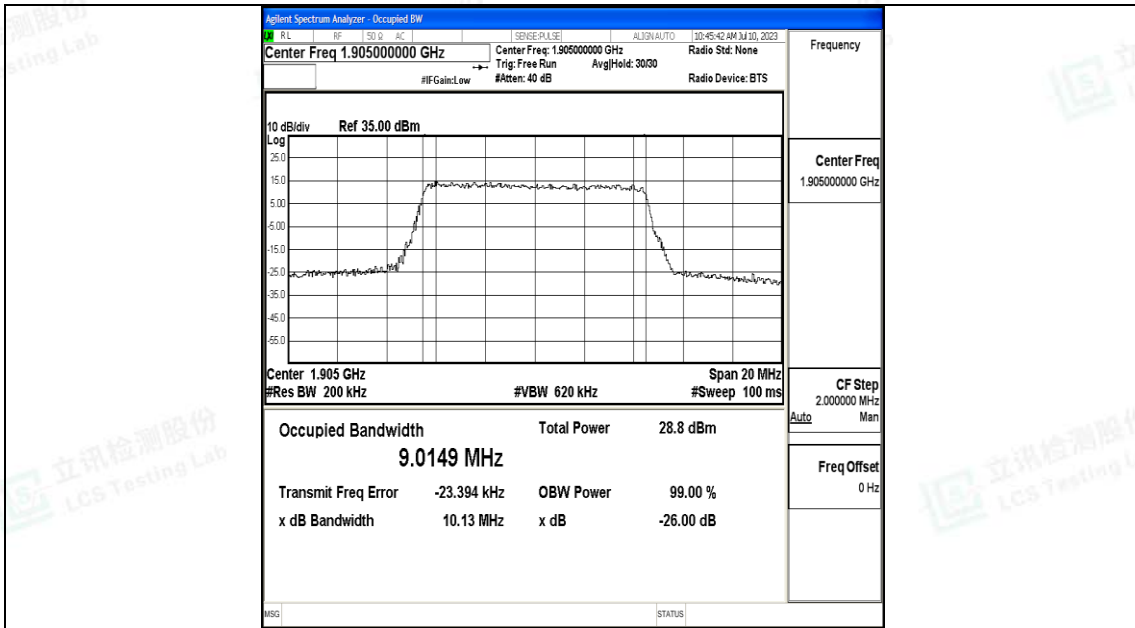 Agilent Spectrum Analyzer - Occupied BW
RL RF 50 Ω AC SENSE:PULSE ALIGN AUTO 10:45:42 AM Jul 10, 2023
Center Freq 1.905000000 GHz
Center Freq: 1.905000000 GHz
Radio Std: None
Trig: Free Run
Avg|Hold: 30/30
#IFGain:Low
#Atten: 40 dB
Radio Device: BTS
10 dB/div
Ref 35.00 dBm
Log
25.0
15.0
5.00
-5.00
-15.0
-25.0
-35.0
-45.0
-55.0
Center 1.905 GHz
Span 20 MHz
#Res BW 200 kHz
#VBW 620 kHz
#Sweep 100 ms
Occupied Bandwidth
Total Power 28.8 dBm
9.0149 MHz
Transmit Freq Error -23.394 kHz
OBW Power 99.00 %
x dB Bandwidth 10.13 MHz
x dB -26.00 dB
MSG
STATUS
Frequency
Center Freq
1.905000000 GHz
CF Step
2.000000 MHz
Auto Man
Freq Offset
0 Hz
立讯检测股份
LCS Testing Lab
立讯检测股份
LCS Testing L